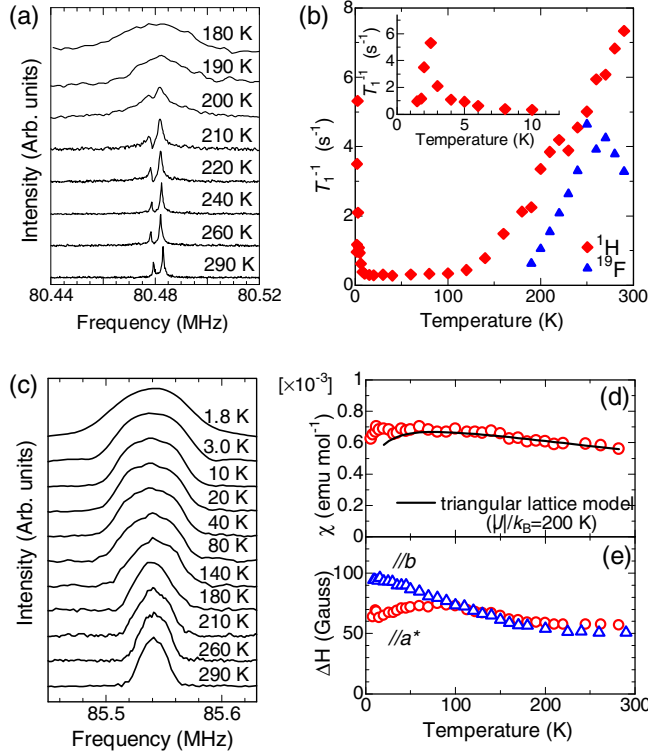 (a)
180 K
190 K
200 K
210 K
220 K
240 K
260 K
290 K
Intensity (Arb. units)
80.44 80.48 80.52
Frequency (MHz)
(b)
8
6
4
2
0
T₁⁻¹ (s⁻¹)
6
4
2
0
T₁⁻¹ (s⁻¹)
0 5 10
Temperature (K)
¹H
¹⁹F
0 100 200 300
Temperature (K)
(c)
1.8 K
3.0 K
10 K
20 K
40 K
80 K
140 K
180 K
210 K
260 K
290 K
Intensity (Arb. units)
85.5 85.6
Frequency (MHz)
[×10⁻³]
(d)
1
0.8
0.6
0.4
0.2
0
χ (emu mol⁻¹)
triangular lattice model
(|J|/k_B=200 K)
(e)
//b
//a*
100
50
0
ΔH (Gauss)
0 100 200 300
Temperature (K)